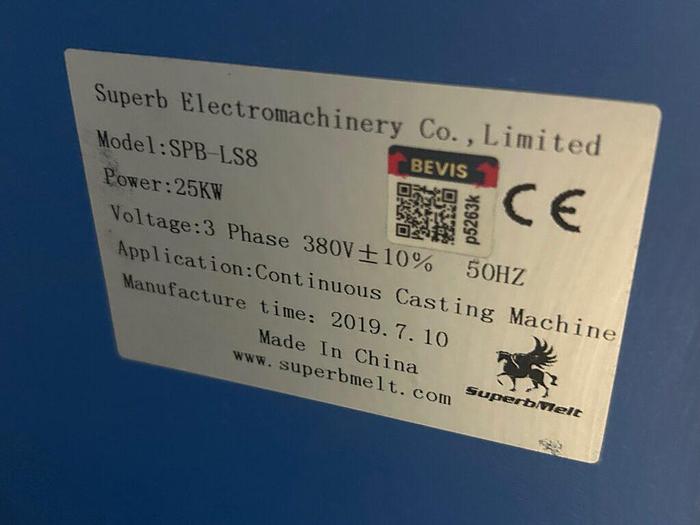 Superb Electromachinery Co.,Limited
Model:SPB-LS8
Power:25KW
BEVIS
p5263k
CE
Voltage:3 Phase 380V±10% 50HZ
Application:Continuous Casting Machine
Manufacture time: 2019.7.10
Made In China
www.superbmelt.com
SuperbMelt